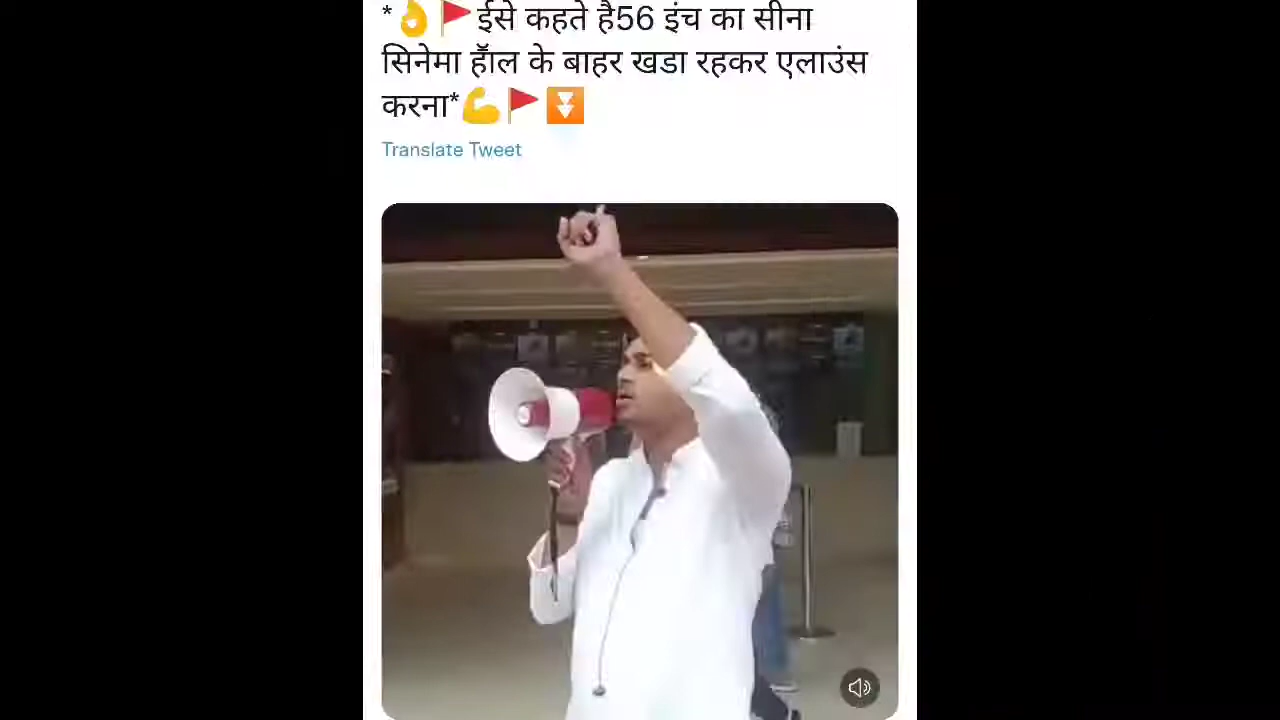 *👌🚩ईसे कहते है56 इंच का सीना
सिनेमा हॅाल के बाहर खडा रहकर एलाउंस
करना*💪🚩⏬
Translate Tweet